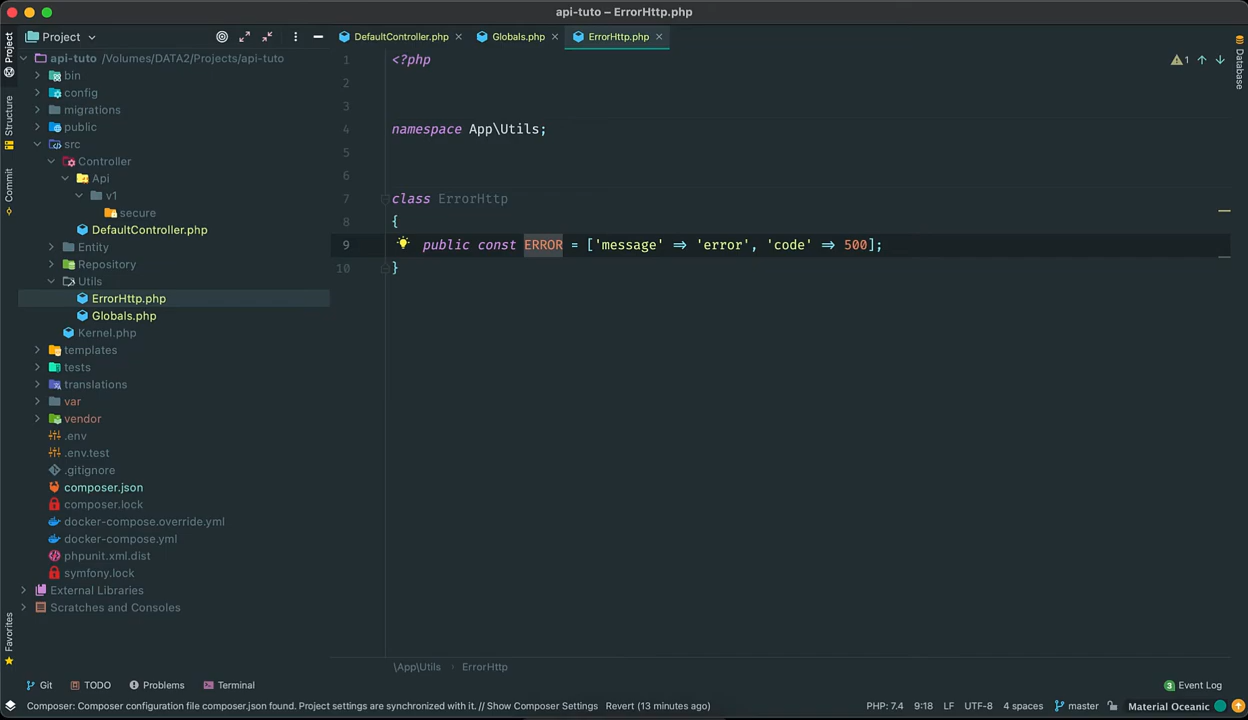 api-tuto – ErrorHttp.php
Project
DefaultController.php
Globals.php
ErrorHttp.php
Project
Structure
Commit
Favorites
Database
api-tuto /Volumes/DATA2/Projects/api-tuto
bin
config
migrations
public
src
Controller
Api
v1
secure
DefaultController.php
Entity
Repository
Utils
ErrorHttp.php
Globals.php
Kernel.php
templates
tests
translations
var
vendor
.env
.env.test
.gitignore
composer.json
composer.lock
docker-compose.override.yml
docker-compose.yml
phpunit.xml.dist
symfony.lock
External Libraries
Scratches and Consoles
1 <?php
2
3
4 namespace App\Utils;
5
6
7 class ErrorHttp
8 {
9 public const ERROR = ['message' => 'error', 'code' => 500];
10 }
1
\App\Utils › ErrorHttp
Git TODO Problems Terminal
3 Event Log
Composer: Composer configuration file composer.json found. Project settings are synchronized with it. // Show Composer Settings Revert (13 minutes ago)
PHP: 7.4 9:18 LF UTF-8 4 spaces master Material Oceanic